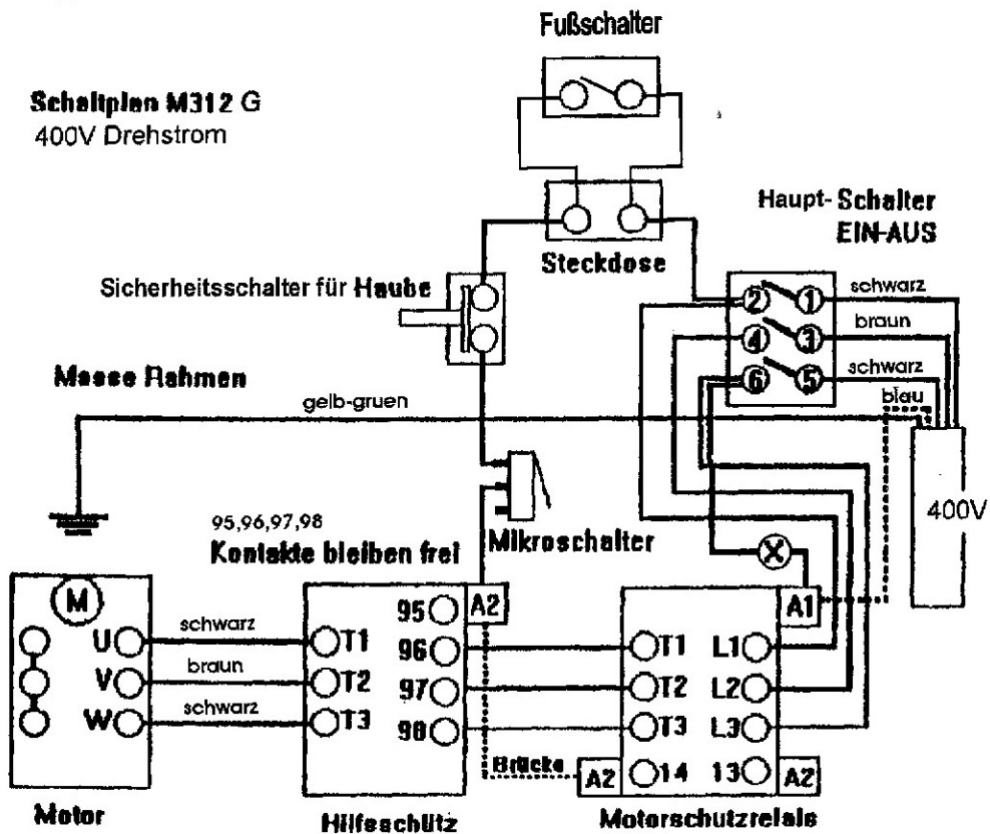 Fußschalter
Schaltplan M312 G
400V Drehstrom
Haupt- Schalter
EIN-AUS
Steckdose
Sicherheitsschalter für Haube
2 1 schwarz
4 3 braun
6 5 schwarz
blau
Masse Rahmen
gelb-gruen
400V
95,96,97,98
Kontakte bleiben frei
Mikroschalter
M
95 A2
A1
U schwarz T1 96 T1 L1
V braun T2 97 T2 L2
W schwarz T3 98 T3 L3
Brücke A2 14 13 A2
Motor
Hilfsschütz
Motorschutzrelais